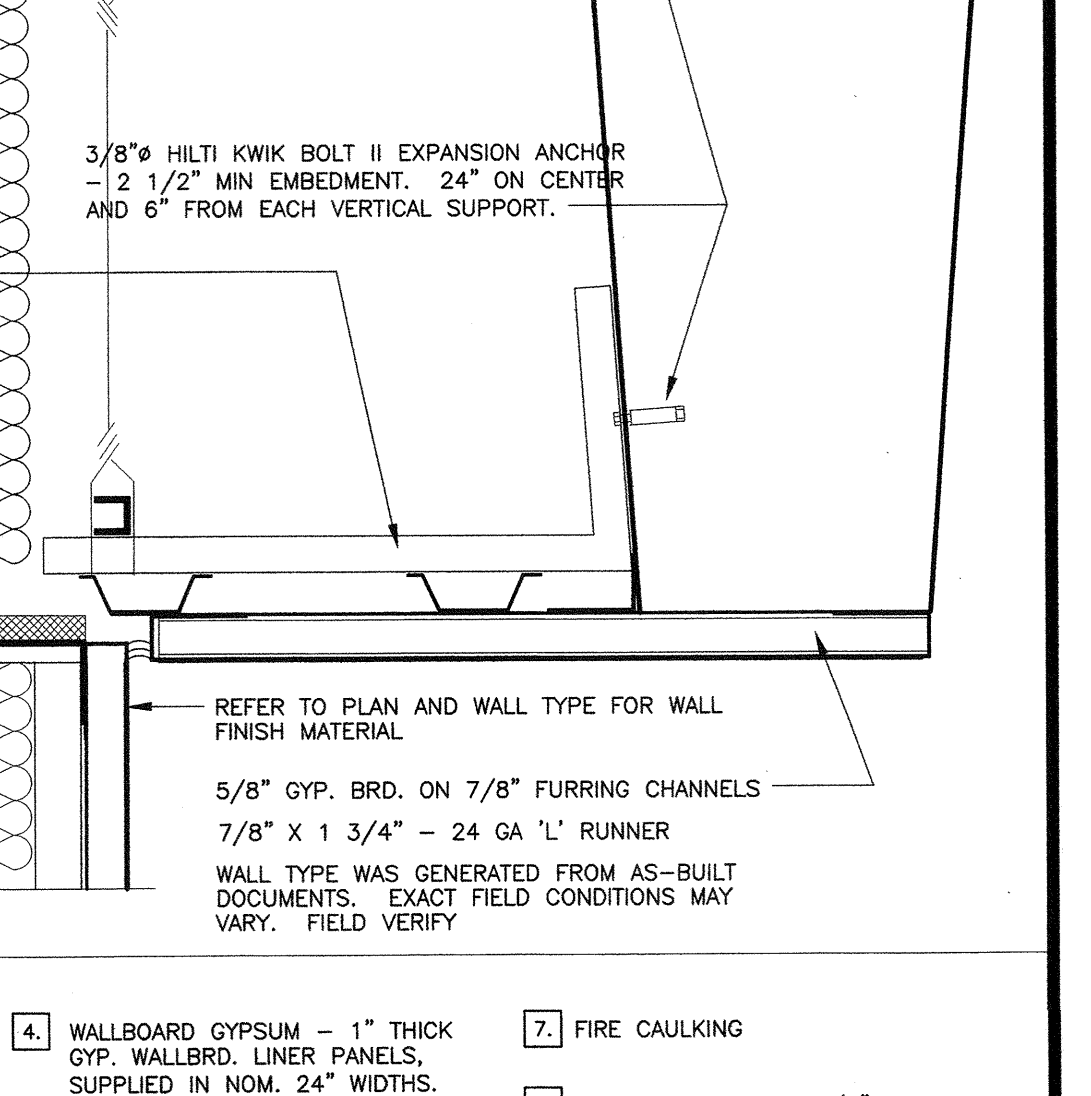 3/8"ø HILTI KWIK BOLT II EXPANSION ANCHOR
– 2 1/2" MIN EMBEDMENT. 24" ON CENTER
AND 6" FROM EACH VERTICAL SUPPORT.
REFER TO PLAN AND WALL TYPE FOR WALL
FINISH MATERIAL
5/8" GYP. BRD. ON 7/8" FURRING CHANNELS
7/8" X 1 3/4" – 24 GA 'L' RUNNER
WALL TYPE WAS GENERATED FROM AS–BUILT
DOCUMENTS. EXACT FIELD CONDITIONS MAY
VARY. FIELD VERIFY
4. WALLBOARD GYPSUM – 1" THICK
GYP. WALLBRD. LINER PANELS,
SUPPLIED IN NOM. 24" WIDTHS.
7. FIRE CAULKING